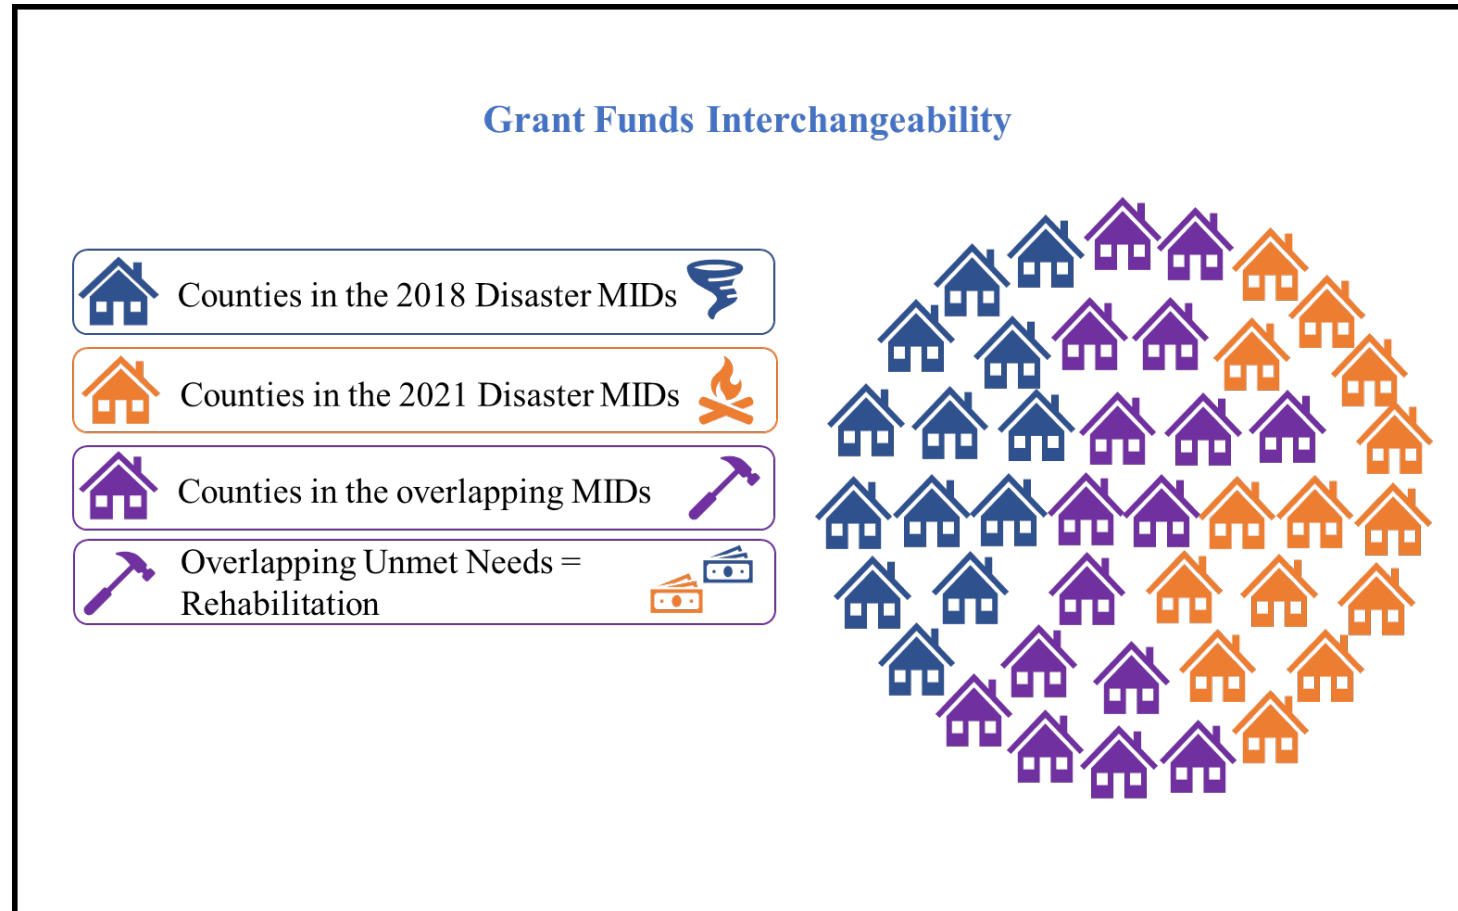 Grant Funds Interchangeability
Counties in the 2018 Disaster MIDs
Counties in the 2021 Disaster MIDs
Counties in the overlapping MIDs
Overlapping Unmet Needs =
Rehabilitation